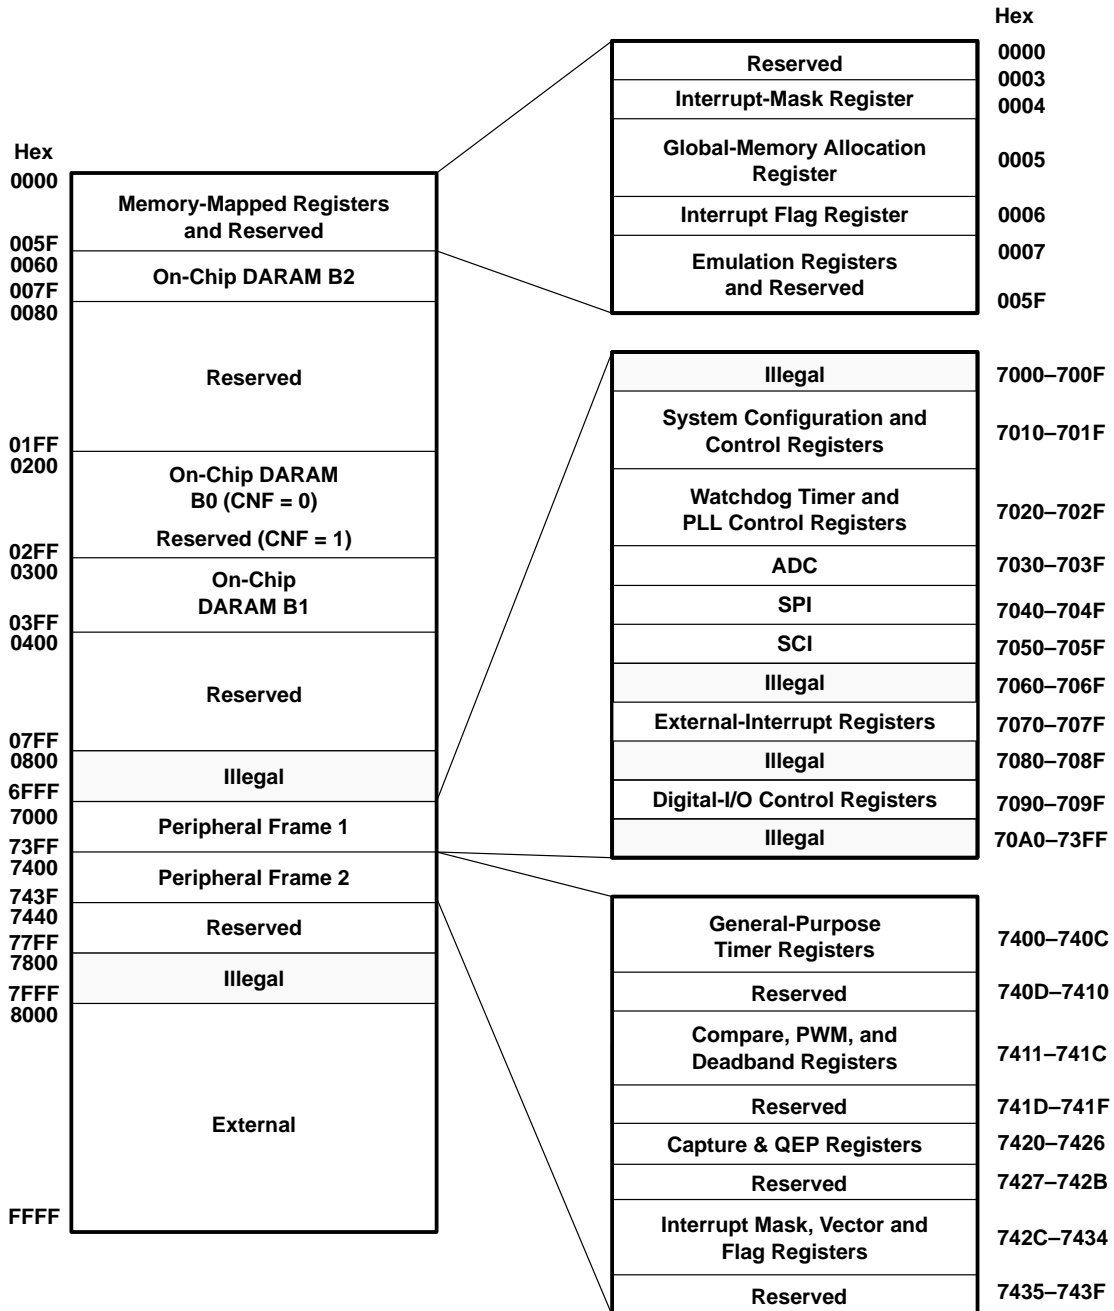 Hex
0000
Memory-Mapped Registers
and Reserved
005F
0060
On-Chip DARAM B2
007F
0080
Reserved
01FF
0200
On-Chip DARAM
B0 (CNF = 0)
Reserved (CNF = 1)
02FF
0300
On-Chip
DARAM B1
03FF
0400
Reserved
07FF
0800
Illegal
6FFF
7000
Peripheral Frame 1
73FF
7400
Peripheral Frame 2
743F
7440
Reserved
77FF
7800
Illegal
7FFF
8000
External
FFFF
Hex
0000
Reserved
0003
Interrupt-Mask Register
0004
Global-Memory Allocation
Register
0005
Interrupt Flag Register
0006
0007
Emulation Registers
and Reserved
005F
Illegal
7000–700F
System Configuration and
Control Registers
7010–701F
Watchdog Timer and
PLL Control Registers
7020–702F
ADC
7030–703F
SPI
7040–704F
SCI
7050–705F
Illegal
7060–706F
External-Interrupt Registers
7070–707F
Illegal
7080–708F
Digital-I/O Control Registers
7090–709F
Illegal
70A0–73FF
General-Purpose
Timer Registers
7400–740C
Reserved
740D–7410
Compare, PWM, and
Deadband Registers
7411–741C
Reserved
741D–741F
Capture & QEP Registers
7420–7426
Reserved
7427–742B
Interrupt Mask, Vector and
Flag Registers
742C–7434
Reserved
7435–743F